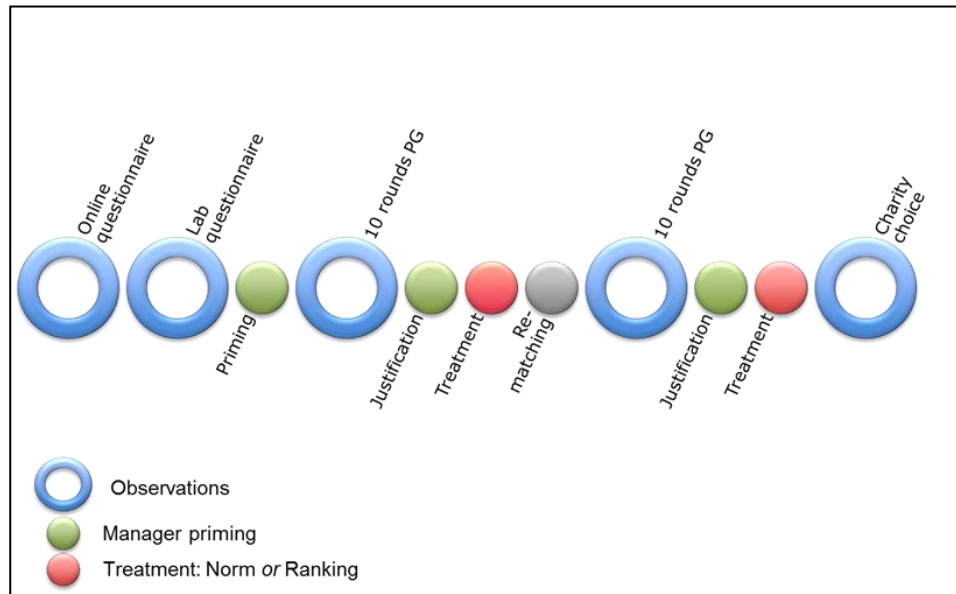 Online
questionnaire
Lab
questionnaire
Priming
10 rounds PG
Justification
Treatment
Re-
matching
10 rounds PG
Justification
Treatment
Charity
choice
Observations
Manager priming
Treatment: Norm or Ranking